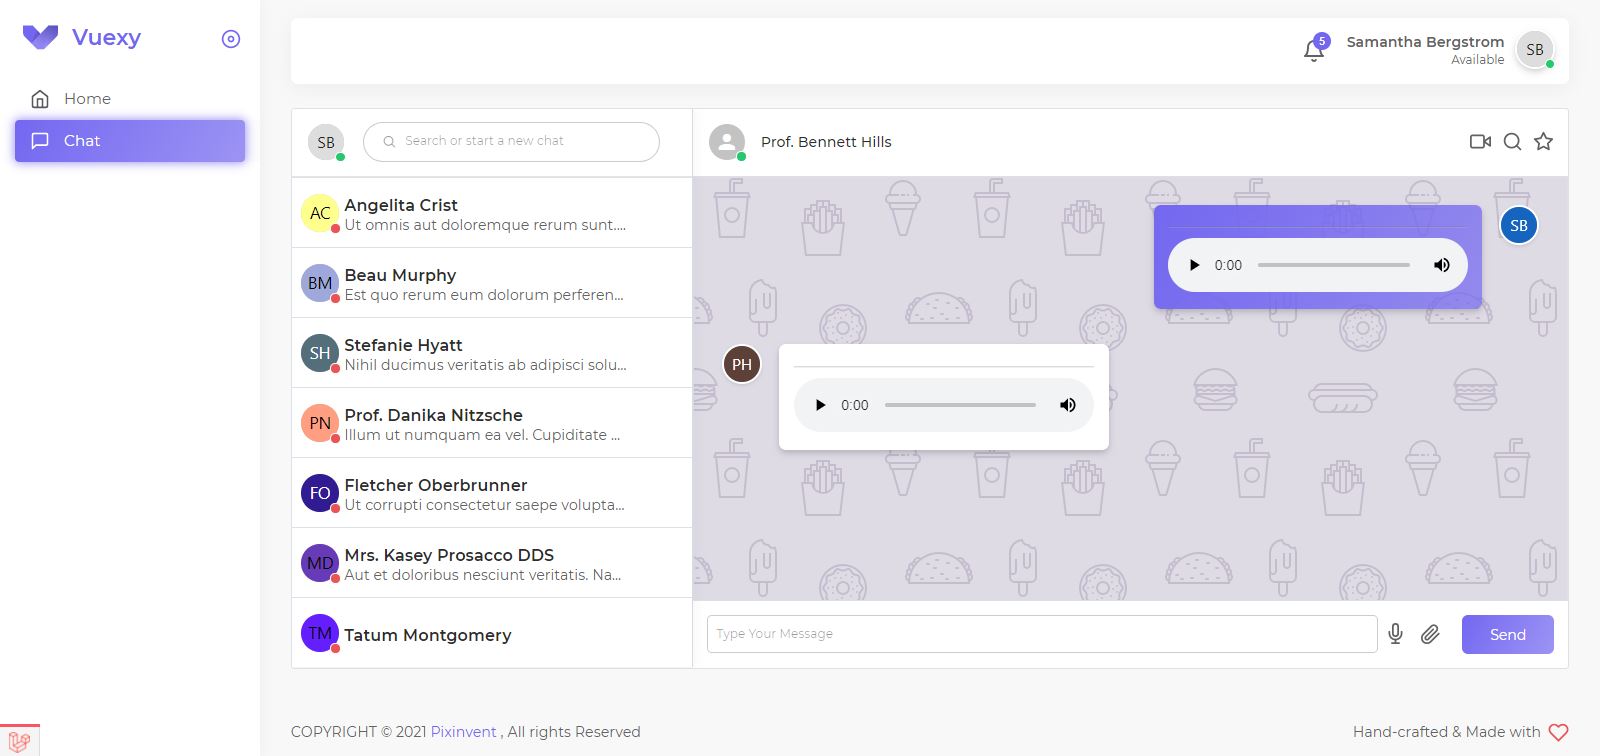 Vuexy
Home
Chat
5
Samantha Bergstrom
Available
SB
SB
Search or start a new chat
AC
Angelita Crist
Ut omnis aut doloremque rerum sunt....
BM
Beau Murphy
Est quo rerum eum dolorum perferen...
SH
Stefanie Hyatt
Nihil ducimus veritatis ab adipisci solu...
PN
Prof. Danika Nitzsche
Illum ut numquam ea vel. Cupiditate ...
FO
Fletcher Oberbrunner
Ut corrupti consectetur saepe volupta...
MD
Mrs. Kasey Prosacco DDS
Aut et doloribus nesciunt veritatis. Na...
TM
Tatum Montgomery
Prof. Bennett Hills
0:00
SB
PH
0:00
Type Your Message
Send
COPYRIGHT © 2021 Pixinvent , All rights Reserved
Hand-crafted & Made with